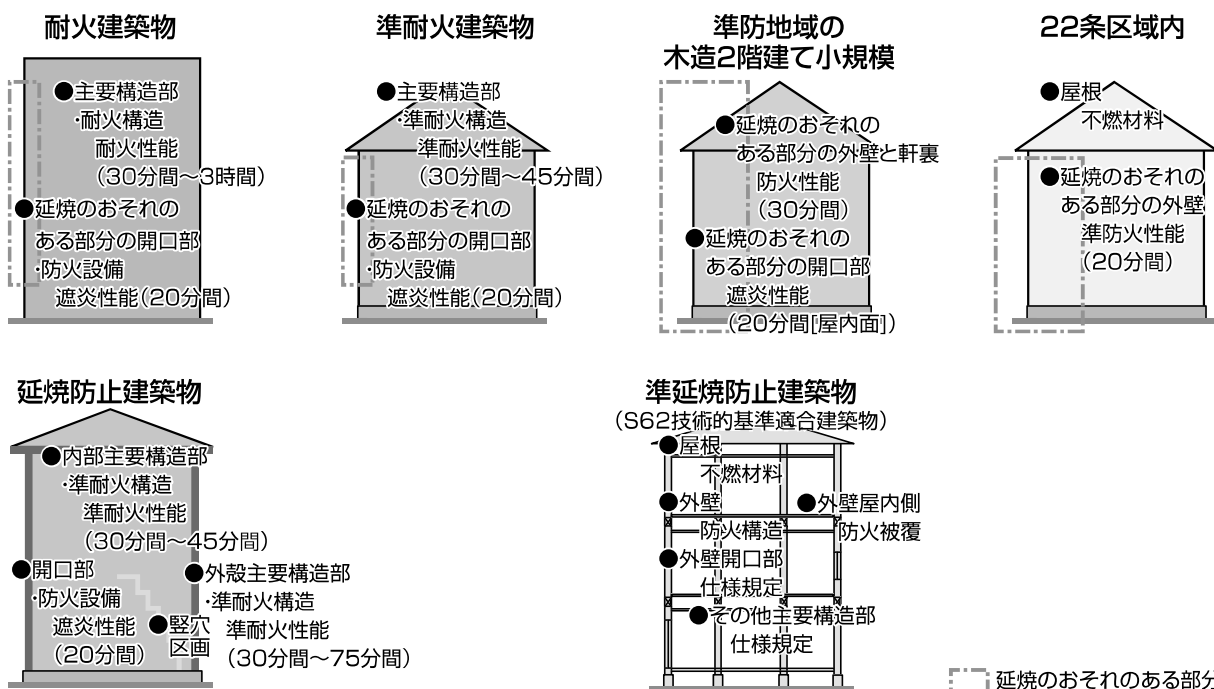 耐火建築物
●主要構造部
・耐火構造
耐火性能
(30分間〜3時間)
●延焼のおそれの
ある部分の開口部
・防火設備
遮炎性能(20分間)
準耐火建築物
●主要構造部
・準耐火構造
準耐火性能
(30分間〜45分間)
●延焼のおそれの
ある部分の開口部
・防火設備
遮炎性能(20分間)
準防地域の
木造2階建て小規模
●延焼のおそれの
ある部分の外壁と軒裏
防火性能
(30分間)
●延焼のおそれの
ある部分の開口部
遮炎性能
(20分間[屋内面])
22条区域内
●屋根
不燃材料
●延焼のおそれの
ある部分の外壁
準防火性能
(20分間)
延焼防止建築物
●内部主要構造部
・準耐火構造
準耐火性能
(30分間〜45分間)
●開口部
・防火設備
遮炎性能
(20分間)
●竪穴
区画
●外殻主要構造部
・準耐火構造
準耐火性能
(30分間〜75分間)
準延焼防止建築物
(S62技術的基準適合建築物)
●屋根
不燃材料
●外壁
防火構造
●外壁屋内側
防火被覆
●外壁開口部
仕様規定
●その他主要構造部
仕様規定
延焼のおそれのある部分